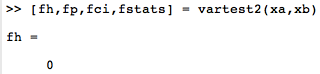 >> [fh,fp,fci,fstats] = vartest2(xa,xb)
fh =
0